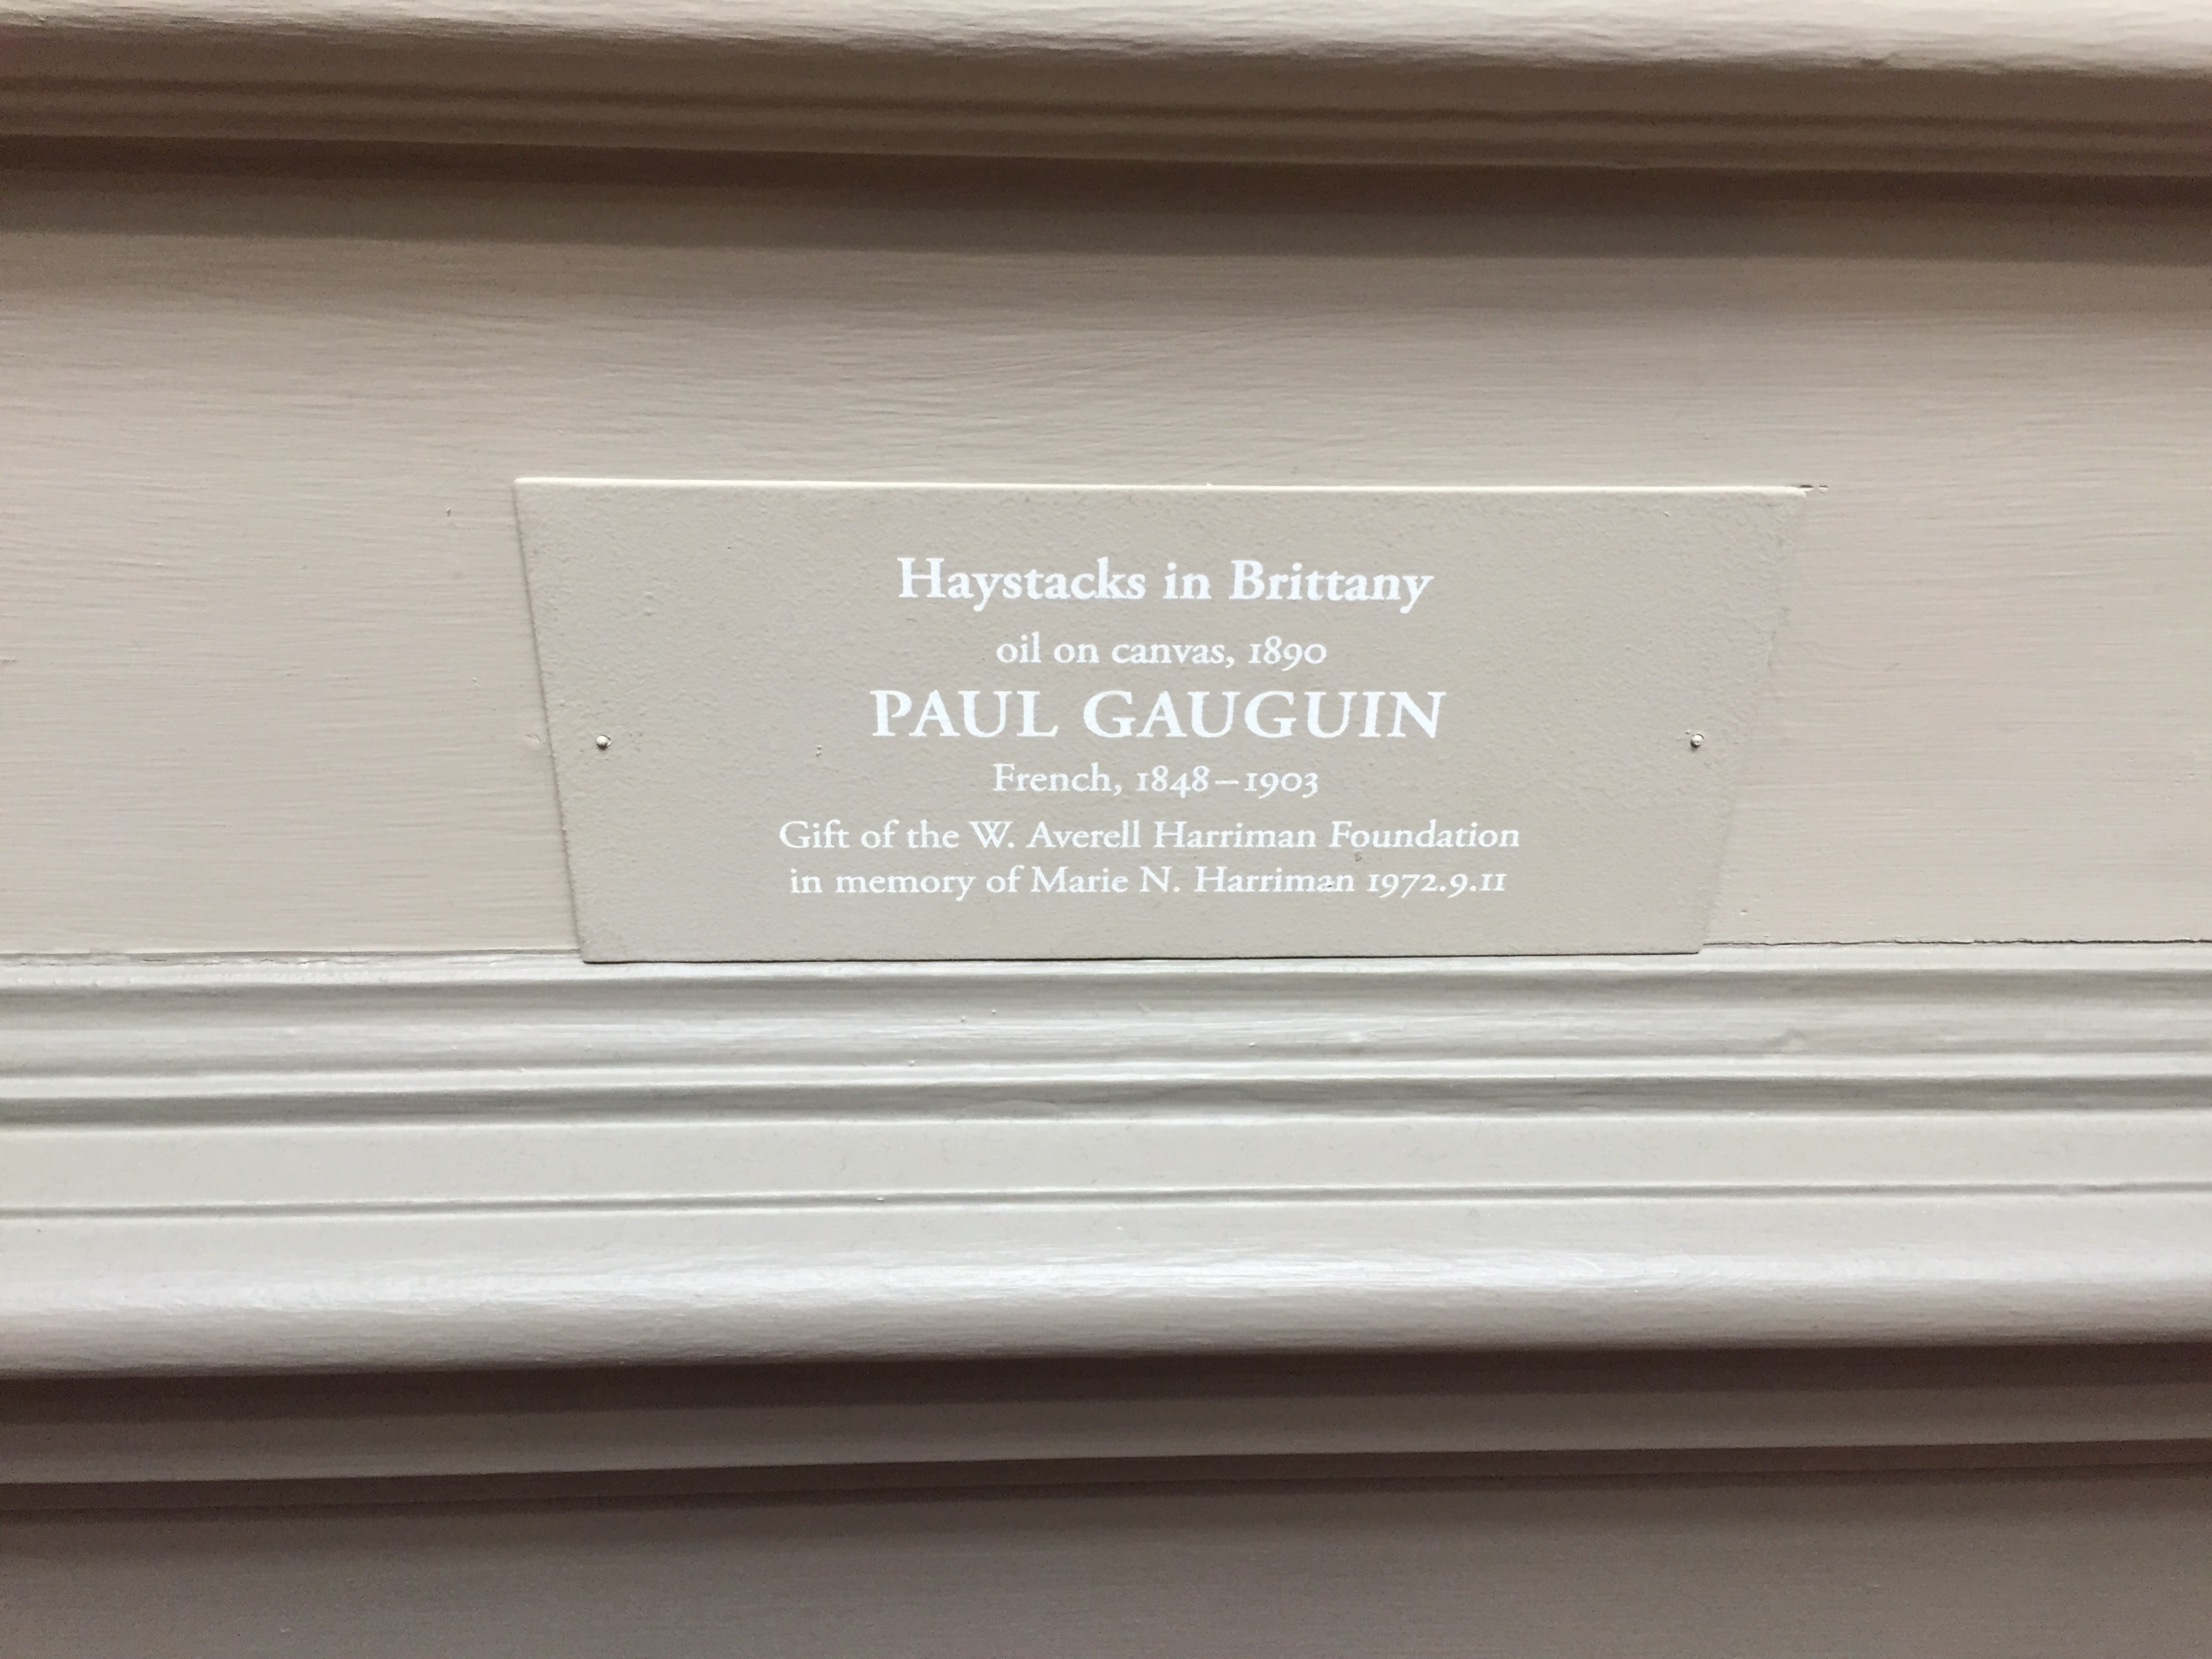 Haystacks in Brittany
oil on canvas, 1890
PAUL GAUGUIN
French, 1848–1903
Gift of the W. Averell Harriman Foundation
in memory of Marie N. Harriman 1972.9.11